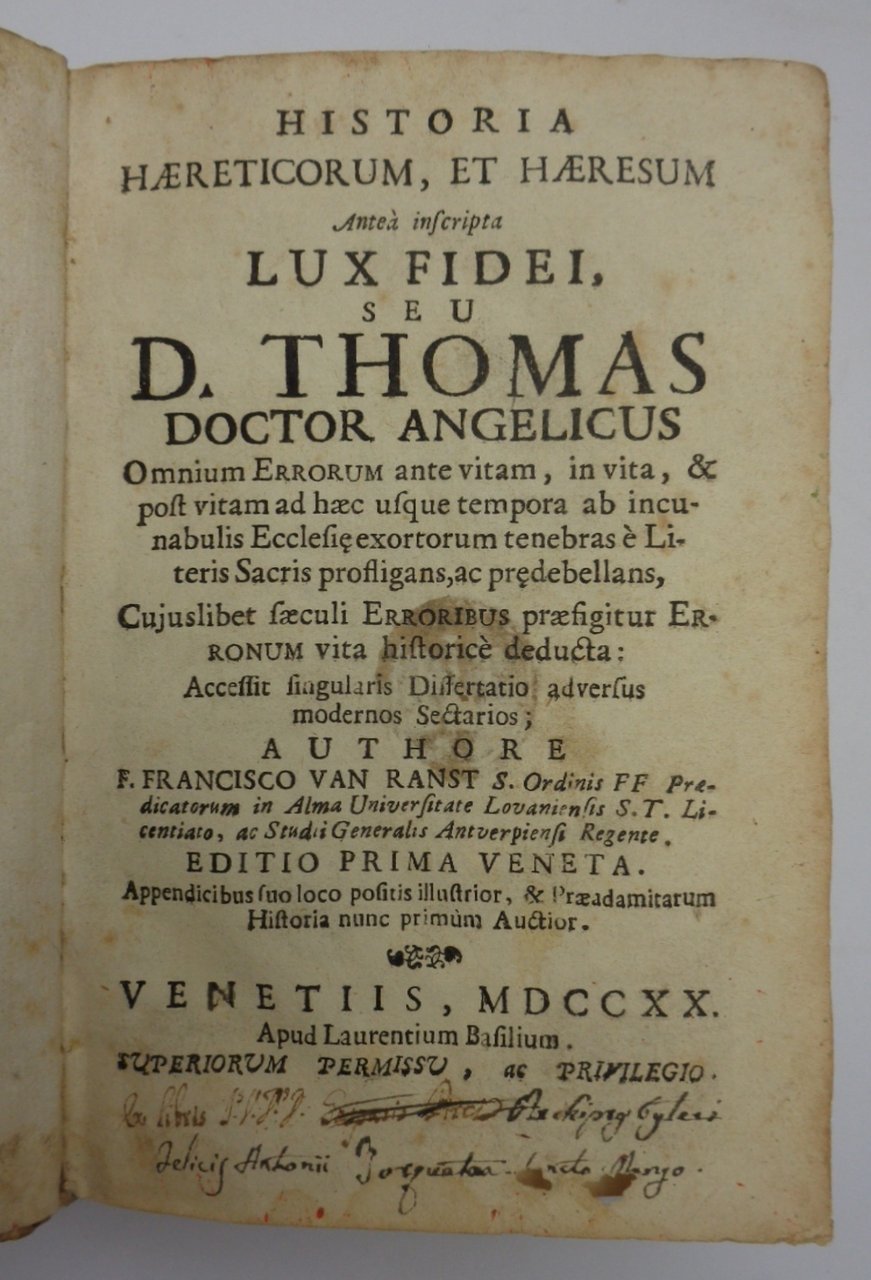 HISTORIA
HÆRETICORUM, ET HÆRESUM
Anteà inſcripta
LUX FIDEI,
SEU
D. THOMAS
DOCTOR ANGELICUS
Omnium ERRORUM ante vitam, in vita, &
poſt vitam ad hæc uſque tempora ab incu-
nabulis Eccleſię exortorum tenebras è Li-
teris Sacris profligans, ac prędebellans,
Cujuslibet ſæculi ERRORIBUS præfigitur ER-
RONUM vita hiſtoricè deducta:
Acceſſit ſingularis Diſſertatio adverſus
modernos Sectarios;
AUTHORE
F. FRANCISCO VAN RANST S. Ordinis FF Præ-
dicatorum in Alma Univerſitate Lovanienſis S. T. Li-
centiato, ac Studii Generalis Antverpienſi Regente.
EDITIO PRIMA VENETA.
Appendicibus ſuo loco poſitis illuſtrior, & Præadamitarum
Hiſtoria nunc primùm Auctior.
VENETIIS, MDCCXX.
Apud Laurentium Baſilium.
SUPERIORUM PERMISSU, ac PRIVILEGIO.
Ex libris
Felicis Antonii